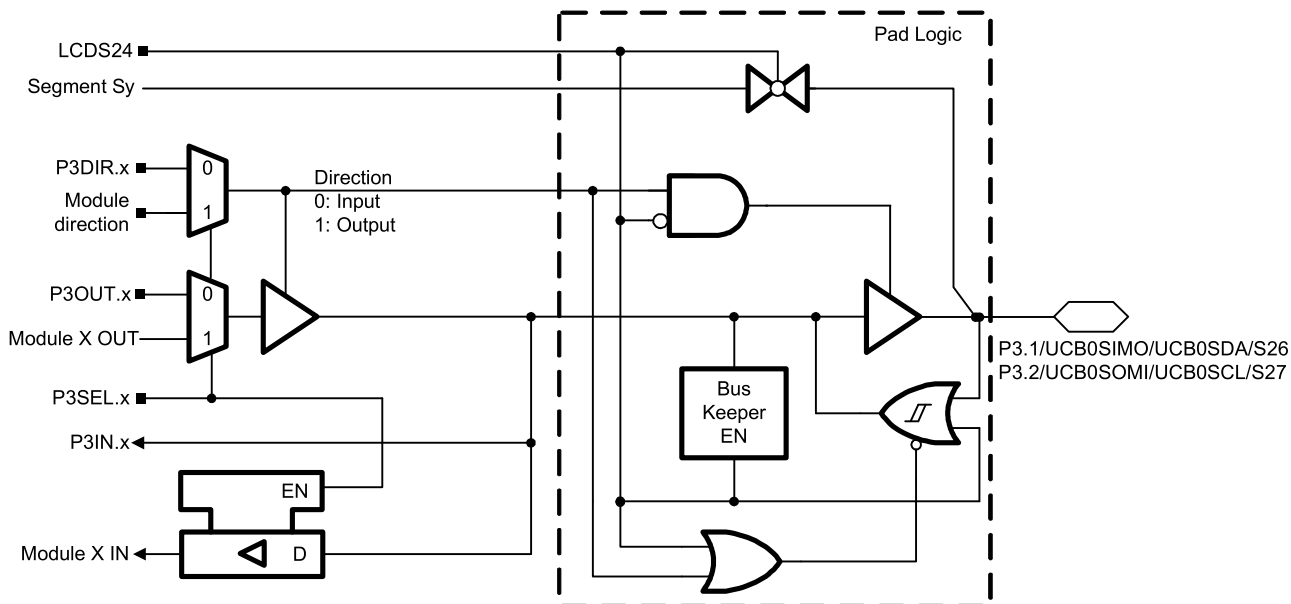 Pad Logic
LCDS24
Segment Sy
P3DIR.x
0
Module
direction
1
Direction
0: Input
1: Output
P3OUT.x
0
Module X OUT
1
P3.1/UCB0SIMO/UCB0SDA/S26
P3.2/UCB0SOMI/UCB0SCL/S27
P3SEL.x
Bus
Keeper
EN
P3IN.x
EN
Module X IN
D